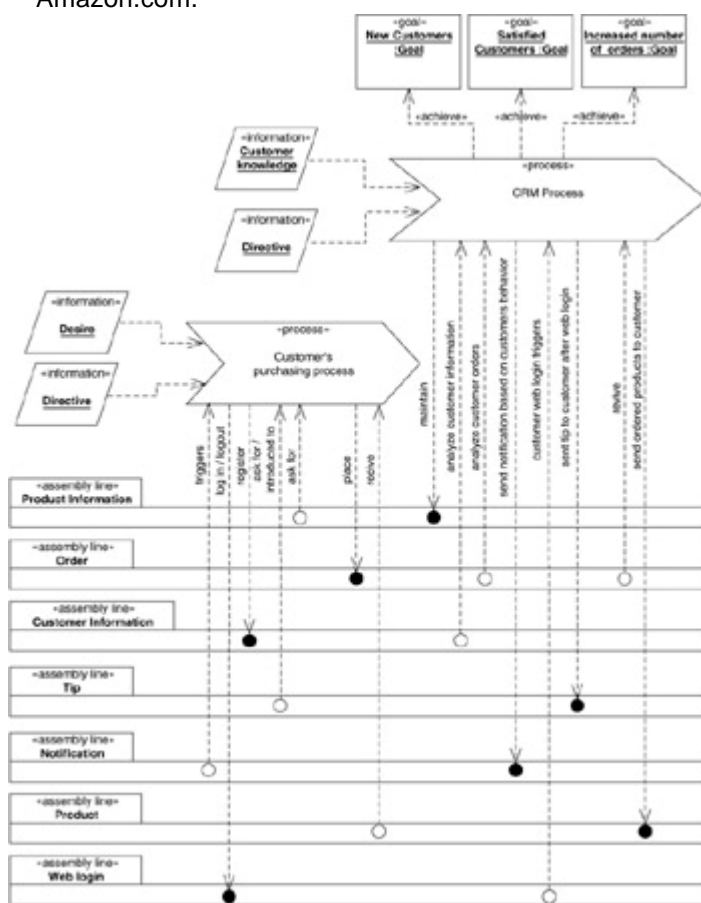 Amazon.com.
«goal»
New Customers
:Goal
«goal»
Satisfied
Customers :Goal
«goal»
Increased number
of orders :Goal
«achieve»
«achieve»
«achieve»
«information»
Customer
knowledge
«process»
CRM Process
«information»
Directive
«information»
Desire
«process»
Customer's
purchasing process
«information»
Directive
triggers
log in / logout
register
ask for /
introduced to
ask for
place
recive
maintain
analyze customer information
analyze customer orders
send notification based on customers behavior
customer web login triggers
sent tip to customer after web login
revive
send ordered products to customer
«assembly line»
Product Information
«assembly line»
Order
«assembly line»
Customer Information
«assembly line»
Tip
«assembly line»
Notification
«assembly line»
Product
«assembly line»
Web login